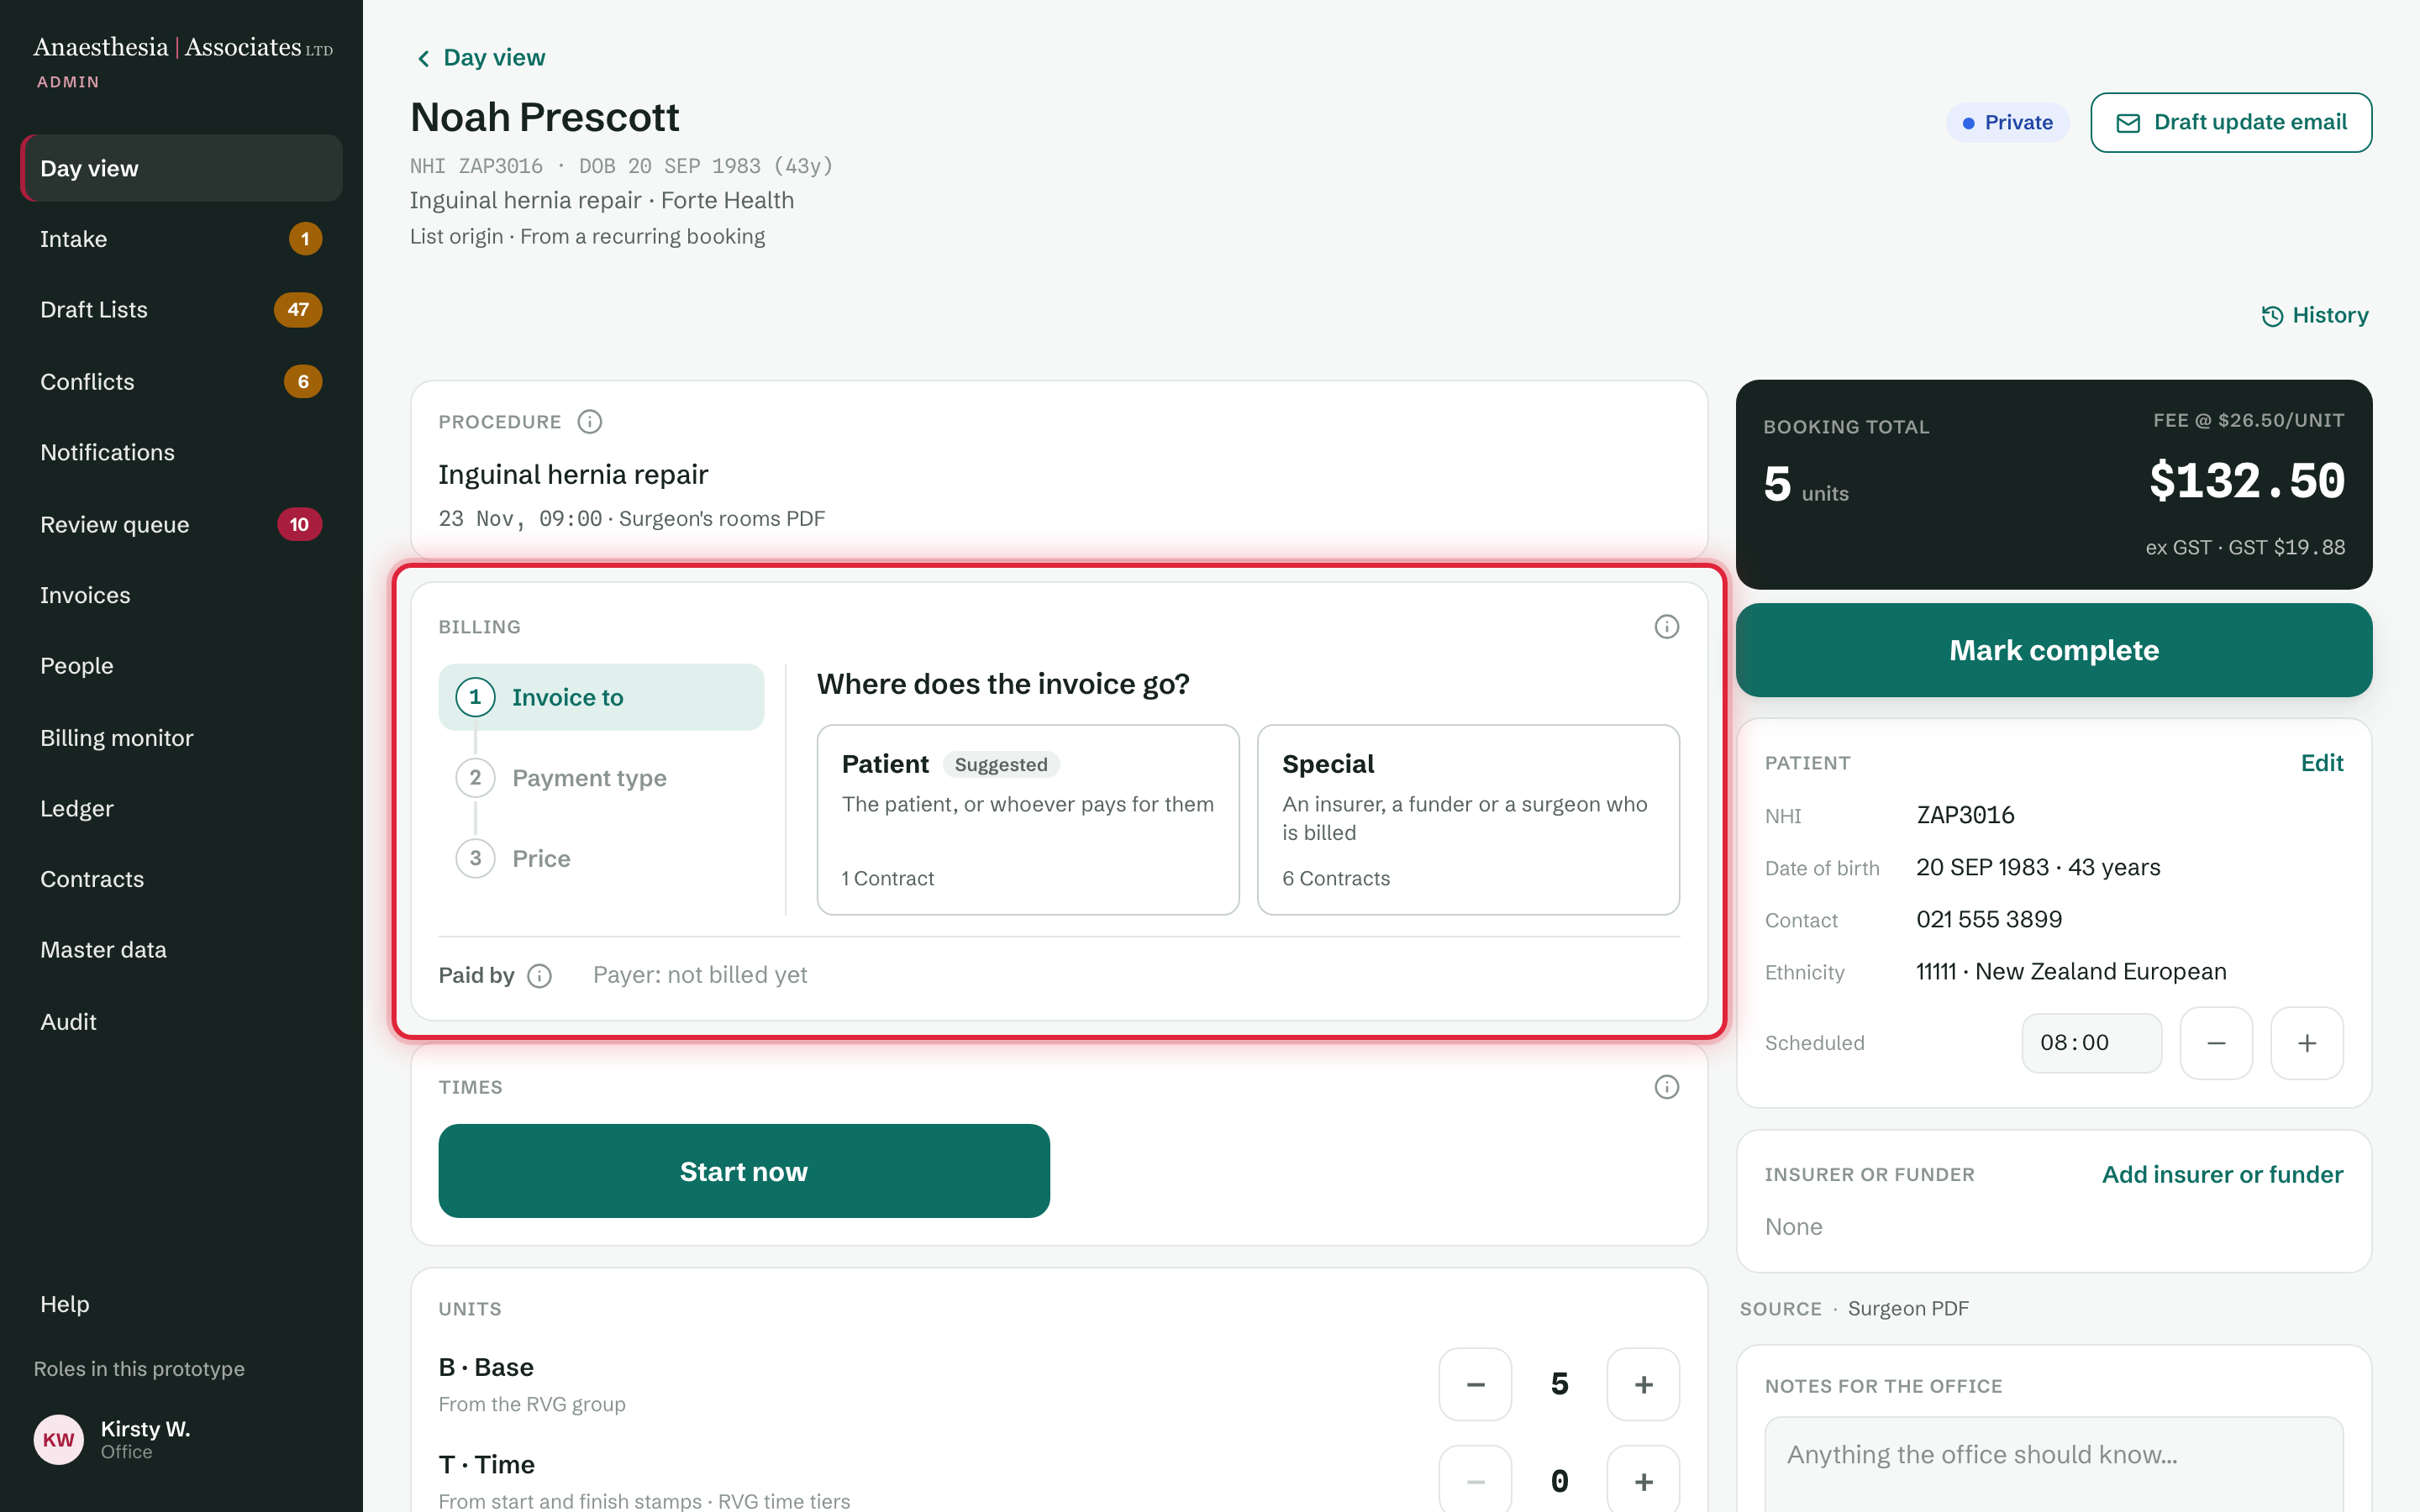 Anaesthesia | Associates LTD
ADMIN
Day view
Intake 1
Draft Lists 47
Conflicts 6
Notifications
Review queue 10
Invoices
People
Billing monitor
Ledger
Contracts
Master data
Audit
Help
Roles in this prototype
KW
Kirsty W.
Office
Day view
Noah Prescott
NHI ZAP3016 · DOB 20 SEP 1983 (43y)
Inguinal hernia repair · Forte Health
List origin · From a recurring booking
Private
Draft update email
History
PROCEDURE
Inguinal hernia repair
23 Nov, 09:00 · Surgeon's rooms PDF
BILLING
1 Invoice to
2 Payment type
3 Price
Where does the invoice go?
Patient Suggested
The patient, or whoever pays for them
1 Contract
Special
An insurer, a funder or a surgeon who
is billed
6 Contracts
Paid by
Payer: not billed yet
TIMES
Start now
UNITS
B · Base
From the RVG group
− 5 +
T · Time
From start and finish stamps · RVG time tiers
− 0 +
BOOKING TOTAL
5 units
FEE @ $26.50/UNIT
$132.50
ex GST · GST $19.88
Mark complete
PATIENT
Edit
NHI ZAP3016
Date of birth 20 SEP 1983 · 43 years
Contact 021 555 3899
Ethnicity 11111 · New Zealand European
Scheduled 08:00 − +
INSURER OR FUNDER
Add insurer or funder
None
SOURCE · Surgeon PDF
NOTES FOR THE OFFICE
Anything the office should know...